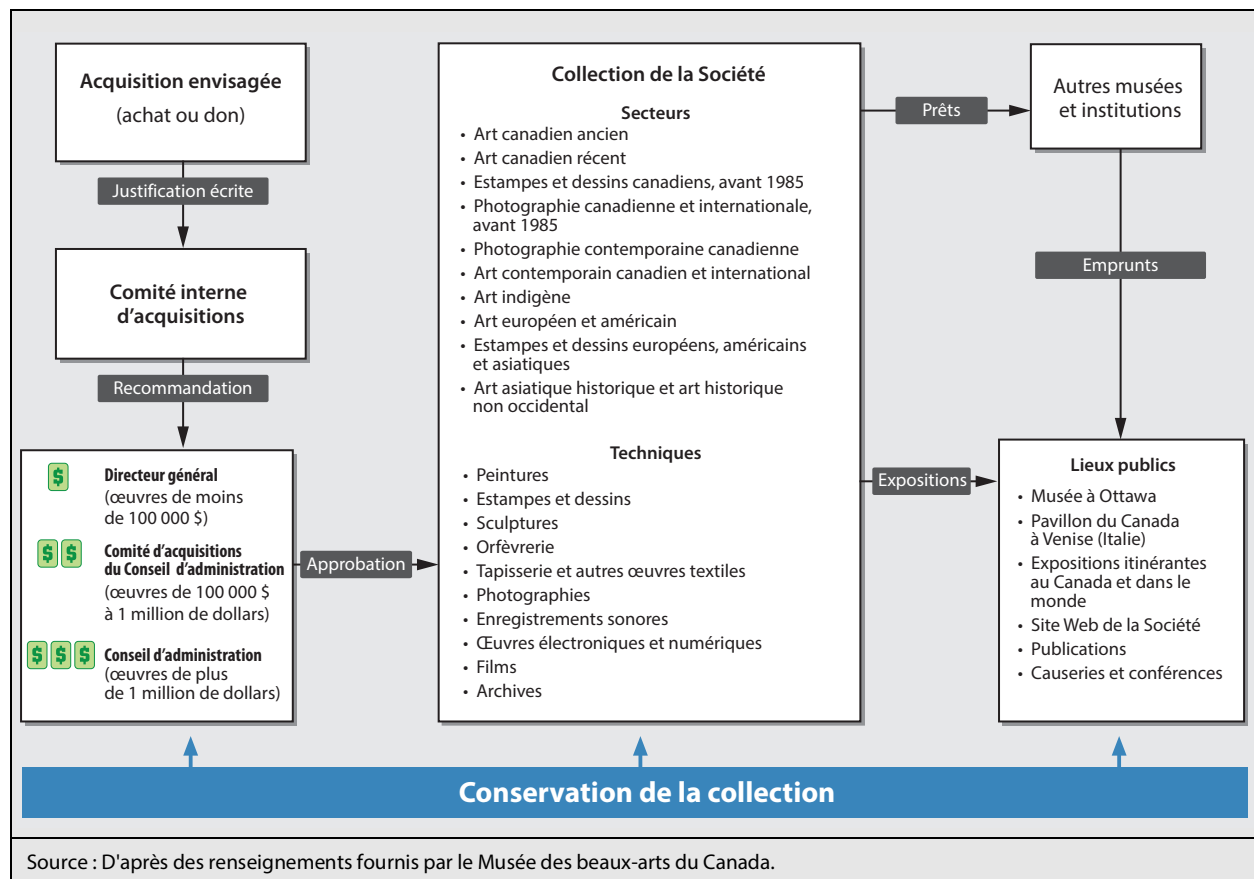 Acquisition envisagée
(achat ou don)
Justification écrite
Comité interne
d'acquisitions
Recommandation
$
Directeur général
(œuvres de moins
de 100 000 $)
$ $
Comité d'acquisitions
du Conseil d'administration
(œuvres de 100 000 $
à 1 million de dollars)
$ $ $
Conseil d'administration
(œuvres de plus
de 1 million de dollars)
Approbation
Collection de la Société
Secteurs
• Art canadien ancien
• Art canadien récent
• Estampes et dessins canadiens, avant 1985
• Photographie canadienne et internationale,
avant 1985
• Photographie contemporaine canadienne
• Art contemporain canadien et international
• Art indigène
• Art européen et américain
• Estampes et dessins européens, américains
et asiatiques
• Art asiatique historique et art historique
non occidental
Techniques
• Peintures
• Estampes et dessins
• Sculptures
• Orfèvrerie
• Tapisserie et autres œuvres textiles
• Photographies
• Enregistrements sonores
• Œuvres électroniques et numériques
• Films
• Archives
Prêts
Autres musées
et institutions
Emprunts
Expositions
Lieux publics
• Musée à Ottawa
• Pavillon du Canada
à Venise (Italie)
• Expositions itinérantes
au Canada et dans le
monde
• Site Web de la Société
• Publications
• Causeries et conférences
Conservation de la collection
Source : D'après des renseignements fournis par le Musée des beaux-arts du Canada.